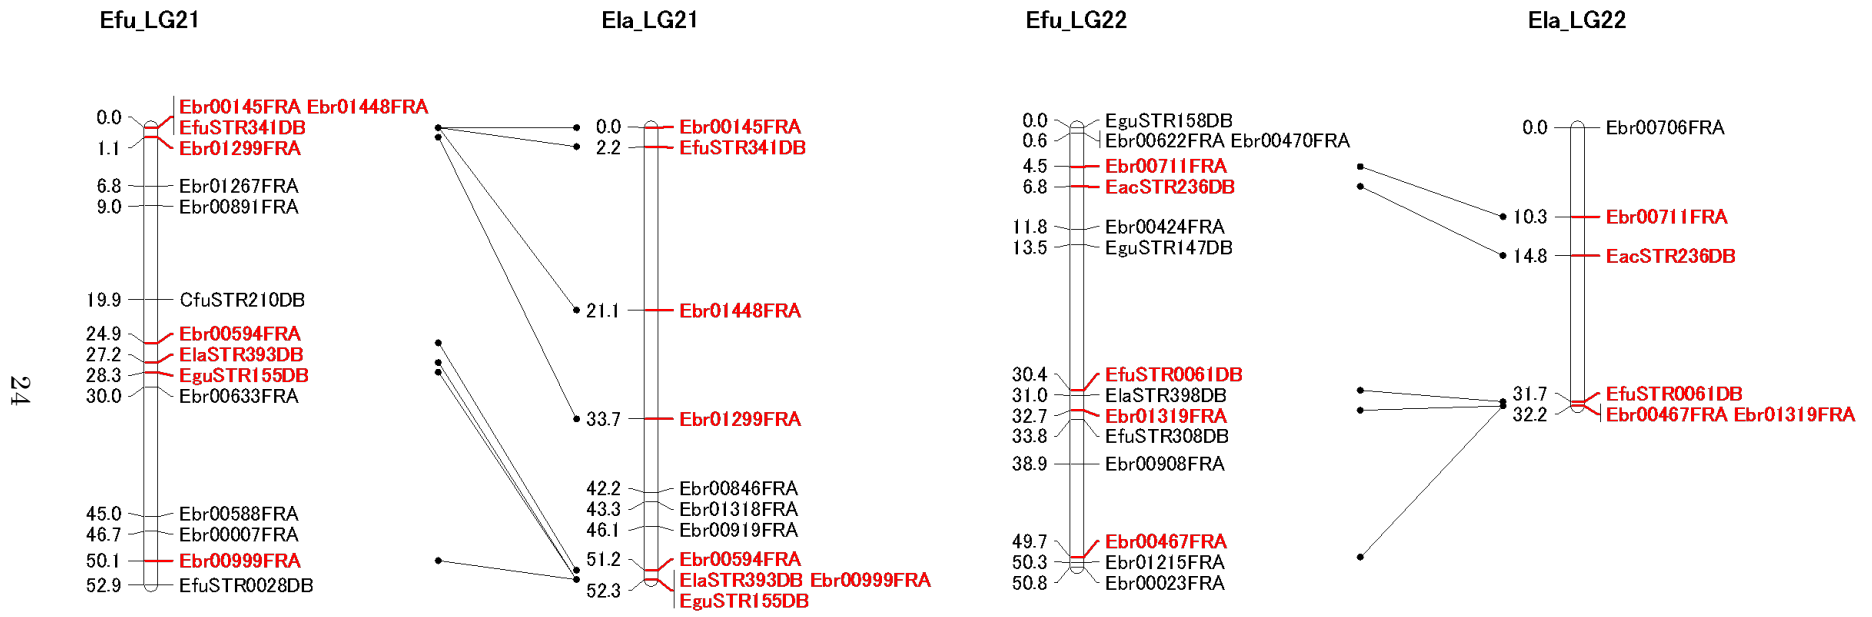 Efu_LG21
0.0 Ebr00145FRA Ebr01448FRA
EfuSTR341DB
1.1 Ebr01299FRA
6.8 Ebr01267FRA
9.0 Ebr00891FRA
19.9 CfuSTR210DB
24.9 Ebr00594FRA
27.2 ElaSTR393DB
28.3 EguSTR155DB
30.0 Ebr00633FRA
45.0 Ebr00588FRA
46.7 Ebr00007FRA
50.1 Ebr00999FRA
52.9 EfuSTR0028DB
Ela_LG21
0.0 Ebr00145FRA
2.2 EfuSTR341DB
21.1 Ebr01448FRA
33.7 Ebr01299FRA
42.2 Ebr00846FRA
43.3 Ebr01318FRA
46.1 Ebr00919FRA
51.2 Ebr00594FRA
52.3 ElaSTR393DB Ebr00999FRA
EguSTR155DB
Efu_LG22
0.0 EguSTR158DB
0.6 Ebr00622FRA Ebr00470FRA
4.5 Ebr00711FRA
6.8 EacSTR236DB
11.8 Ebr00424FRA
13.5 EguSTR147DB
30.4 EfuSTR0061DB
31.0 ElaSTR398DB
32.7 Ebr01319FRA
33.8 EfuSTR308DB
38.9 Ebr00908FRA
49.7 Ebr00467FRA
50.3 Ebr01215FRA
50.8 Ebr00023FRA
Ela_LG22
0.0 Ebr00706FRA
10.3 Ebr00711FRA
14.8 EacSTR236DB
31.7 EfuSTR0061DB
32.2 Ebr00467FRA Ebr01319FRA
24